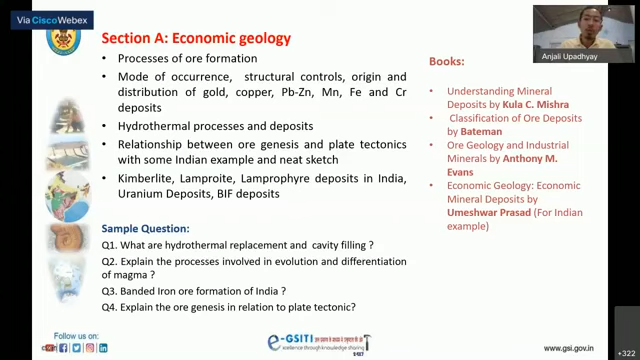 Via Cisco Webex
Section A: Economic geology
• Processes of ore formation
• Mode of occurrence, structural controls, origin and
distribution of gold, copper, Pb-Zn, Mn, Fe and Cr
deposits
• Hydrothermal processes and deposits
• Relationship between ore genesis and plate tectonics
with some Indian example and neat sketch
• Kimberlite, Lamproite, Lamprophyre deposits in India,
Uranium Deposits, BIF deposits
Sample Question:
Q1. What are hydrothermal replacement and cavity filling ?
Q2. Explain the processes involved in evolution and differentiation
of magma ?
Q3. Banded Iron ore formation of India ?
Q4. Explain the ore genesis in relation to plate tectonic?
Anjali Upadhyay
Books:
• Understanding Mineral
Deposits by Kula C. Mishra
• Classification of Ore Deposits
by Bateman
• Ore Geology and Industrial
Minerals by Anthony M.
Evans
• Economic Geology: Economic
Mineral Deposits by
Umeshwar Prasad (For Indian
example)
Follow us on:
e-GSITI
excellence through knowledge sharing
www.gsi.gov.in
+322